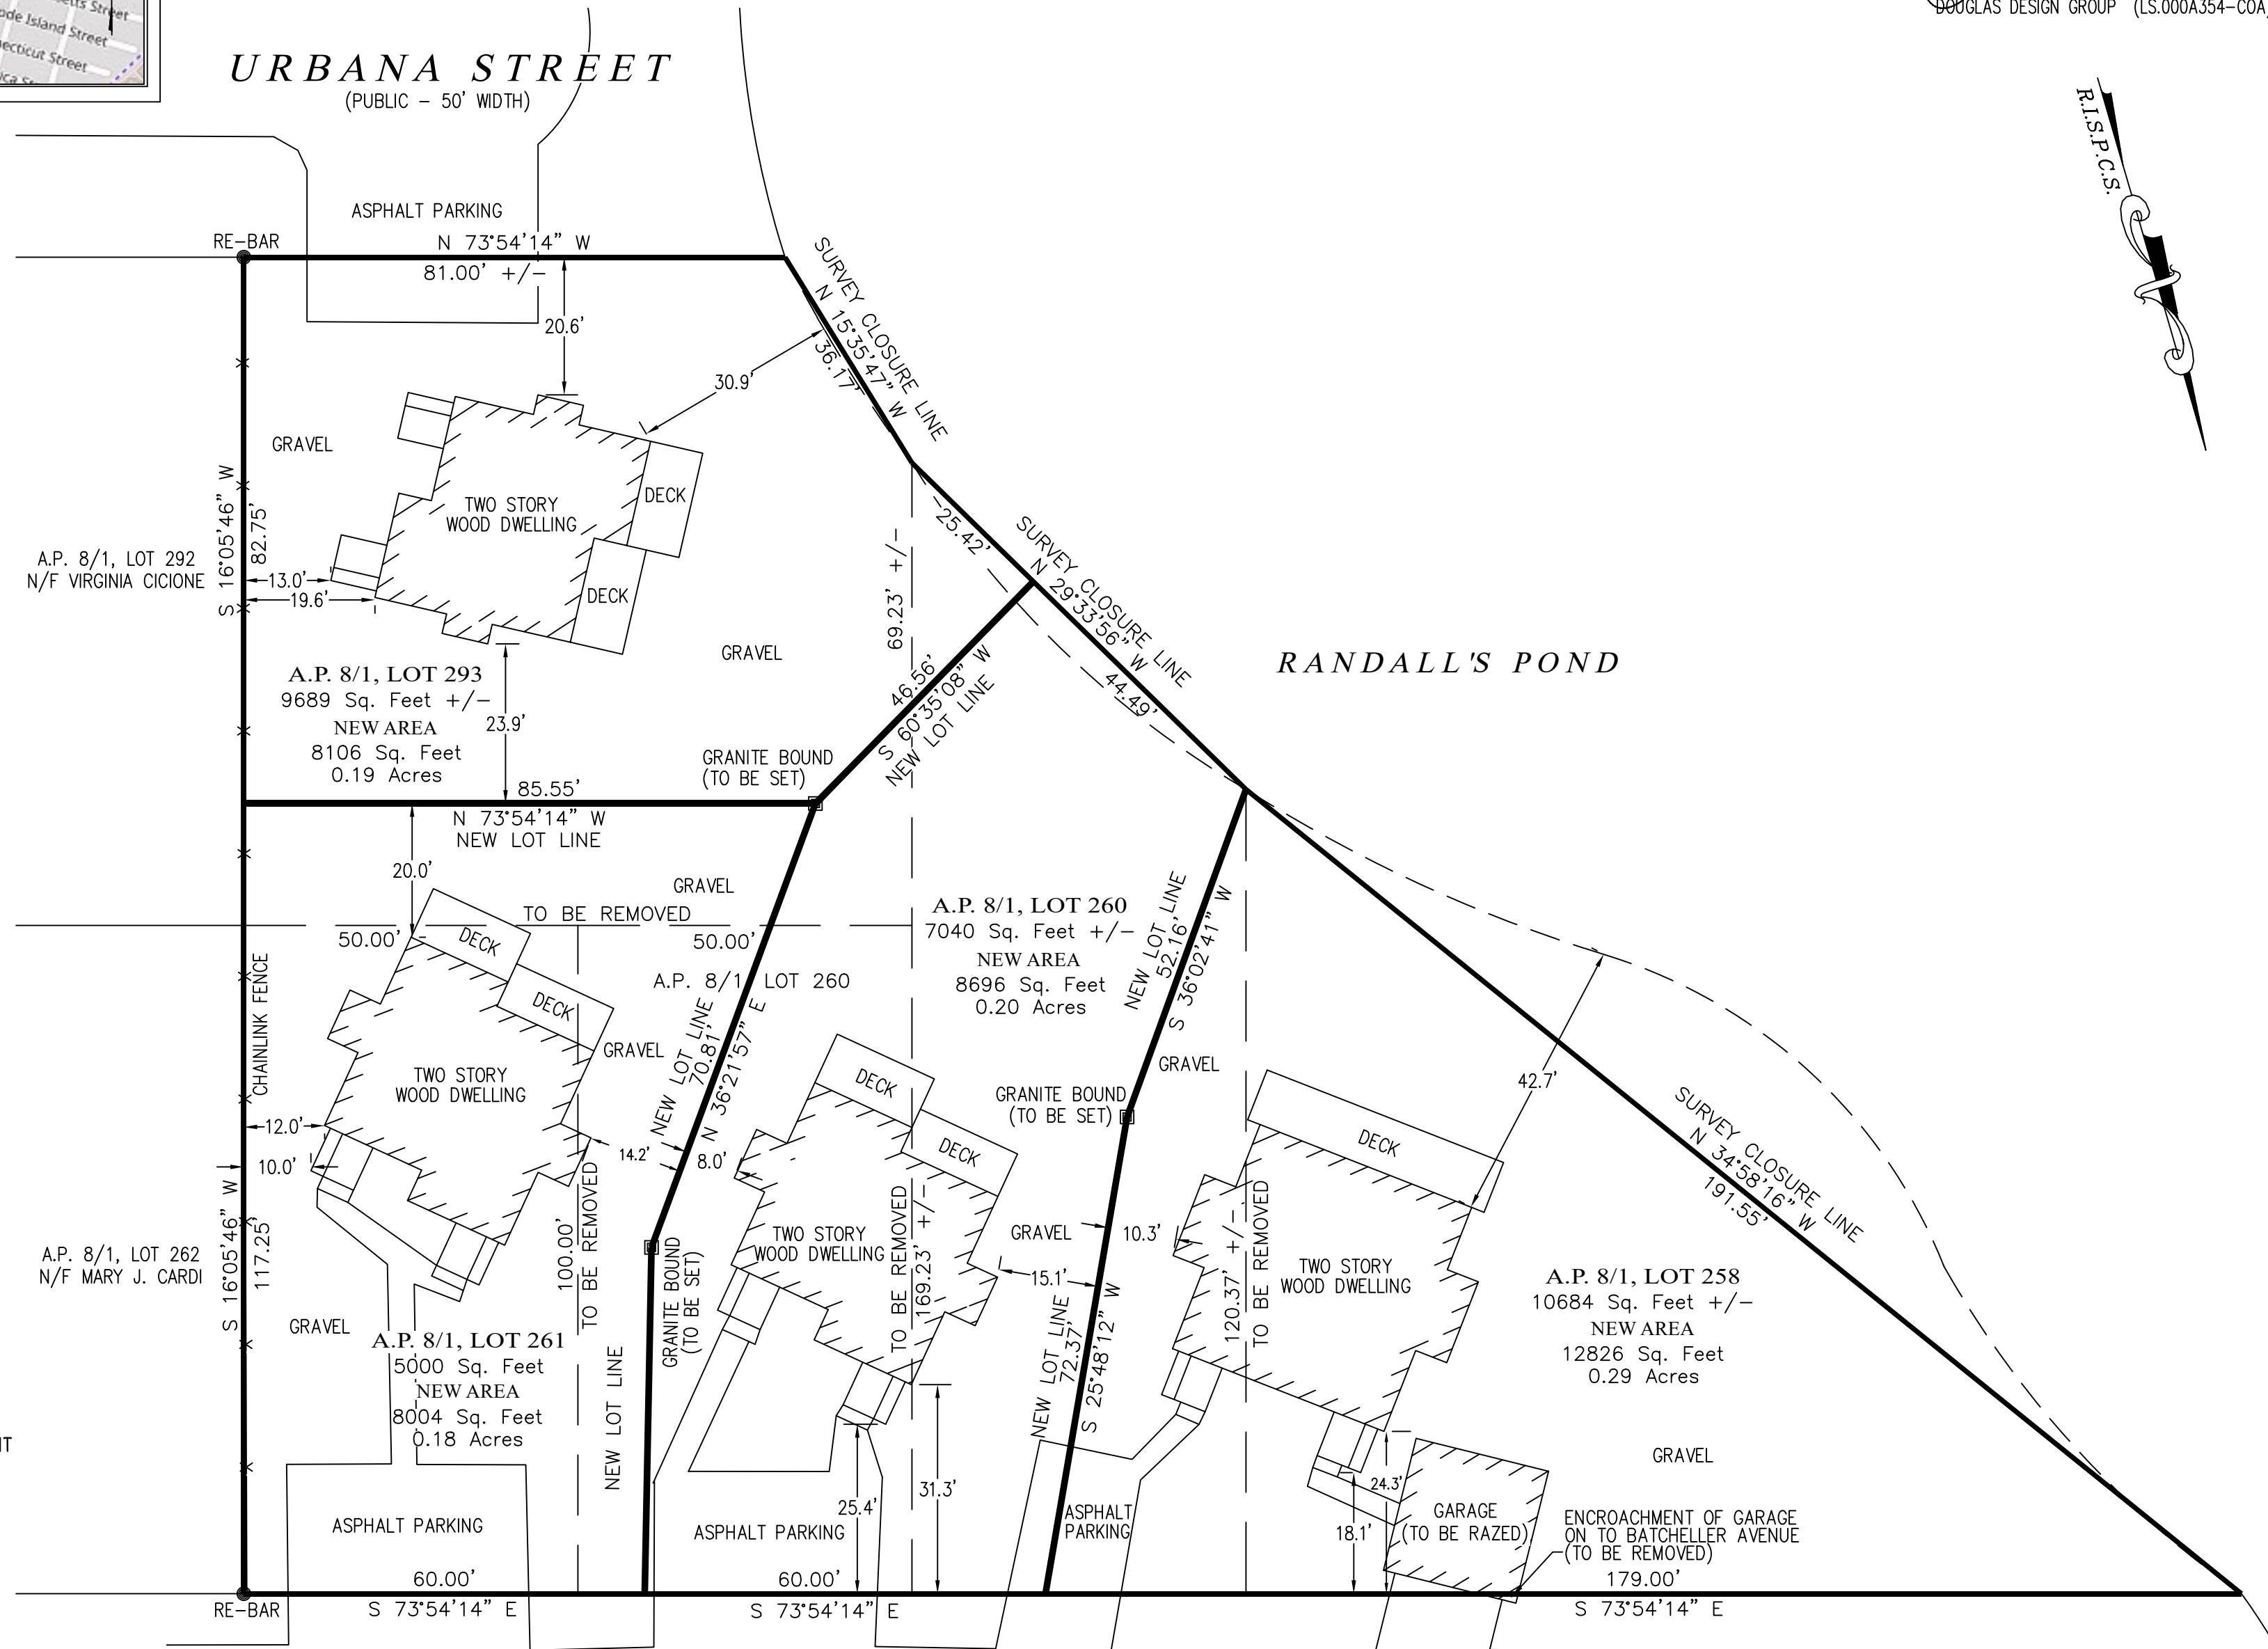 Island Street
DOUGLAS DESIGN GROUP (LS.000A354-COA
URBANA STREET
(PUBLIC – 50' WIDTH)
R.I.S.P.C.S.
ASPHALT PARKING
RE-BAR
N 73°54'14" W
81.00' +/-
SURVEY CLOSURE LINE
N 15°35'47" W
36.17'
20.6'
30.9'
GRAVEL
TWO STORY
WOOD DWELLING
DECK
DECK
S 16°05'46" W
82.75'
A.P. 8/1, LOT 292
N/F VIRGINIA CICIONE
13.0'
19.6'
69.23' +/-
25.42'
SURVEY CLOSURE LINE
N 29°33'56" W
44.49'
RANDALL'S POND
GRAVEL
A.P. 8/1, LOT 293
9689 Sq. Feet +/-
NEW AREA
8106 Sq. Feet
0.19 Acres
23.9'
46.56'
S 60°35'08" W
NEW LOT LINE
GRANITE BOUND
(TO BE SET)
85.55'
N 73°54'14" W
NEW LOT LINE
20.0'
GRAVEL
TO BE REMOVED
50.00'
50.00'
A.P. 8/1, LOT 260
7040 Sq. Feet +/-
NEW AREA
8696 Sq. Feet
0.20 Acres
NEW LOT LINE
52.16'
S 36°02'41" W
DECK
DECK
CHAINLINK FENCE
A.P. 8/1, LOT 260
NEW LOT LINE
70.81'
N 36°21'57" E
GRAVEL
TWO STORY
WOOD DWELLING
GRAVEL
DECK
DECK
GRANITE BOUND
(TO BE SET)
42.7'
SURVEY CLOSURE LINE
N 34°58'16" W
191.55'
12.0'
10.0'
14.2'
8.0'
DECK
S 16°05'46" W
117.25'
A.P. 8/1, LOT 262
N/F MARY J. CARDI
100.00'
TO BE REMOVED
TWO STORY
WOOD DWELLING
TO BE REMOVED
169.23' +/-
GRAVEL
10.3'
15.1'
120.37' +/-
TO BE REMOVED
TWO STORY
WOOD DWELLING
GRANITE BOUND
(TO BE SET)
A.P. 8/1, LOT 258
10684 Sq. Feet +/-
NEW AREA
12826 Sq. Feet
0.29 Acres
GRAVEL
A.P. 8/1, LOT 261
5000 Sq. Feet
NEW AREA
8004 Sq. Feet
0.18 Acres
NEW LOT LINE
NEW LOT LINE
72.37'
S 25°48'12" W
GRAVEL
25.4'
31.3'
24.3'
18.1'
ASPHALT PARKING
ASPHALT PARKING
ASPHALT
PARKING
GARAGE
(TO BE RAZED)
ENCROACHMENT OF GARAGE
ON TO BATCHELLER AVENUE
(TO BE REMOVED)
60.00'
60.00'
179.00'
RE-BAR
S 73°54'14" E
S 73°54'14" E
S 73°54'14" E